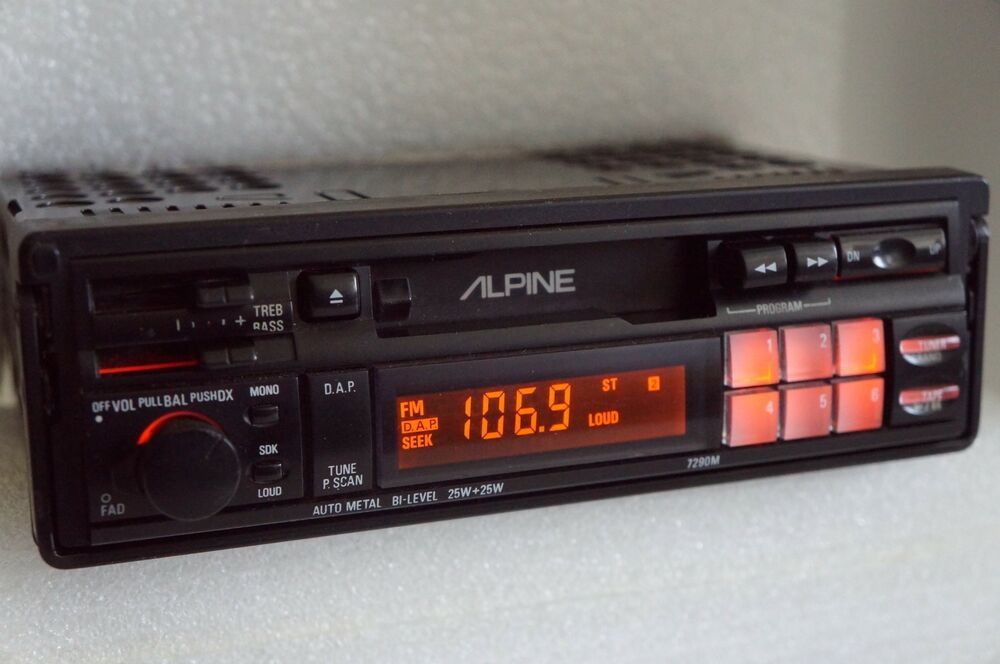 ALPINE
DN UP
PROGRAM
TREB
BASS
+
OFF VOL PULL BAL PUSH DX
MONO
D.A.P.
FM
D.A.P.
SEEK
106.9
ST
2
LOUD
1 2 3
4 5 6
TUNER
BAND
TAPE
SDK
LOUD
TUNE
P.SCAN
FAD
7290M
AUTO METAL BI-LEVEL 25W+25W